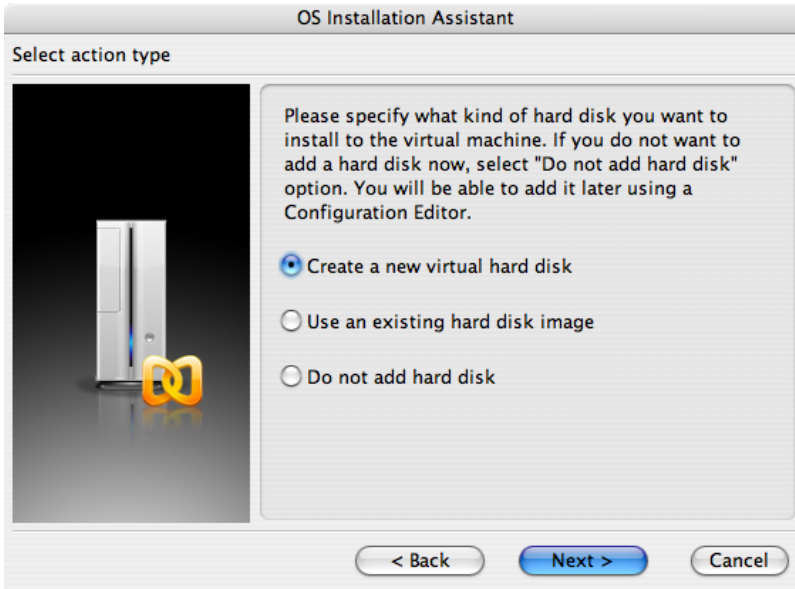 OS Installation Assistant
Select action type
Please specify what kind of hard disk you want to
install to the virtual machine. If you do not want to
add a hard disk now, select "Do not add hard disk"
option. You will be able to add it later using a
Configuration Editor.
Create a new virtual hard disk
Use an existing hard disk image
Do not add hard disk
< Back
Next >
Cancel